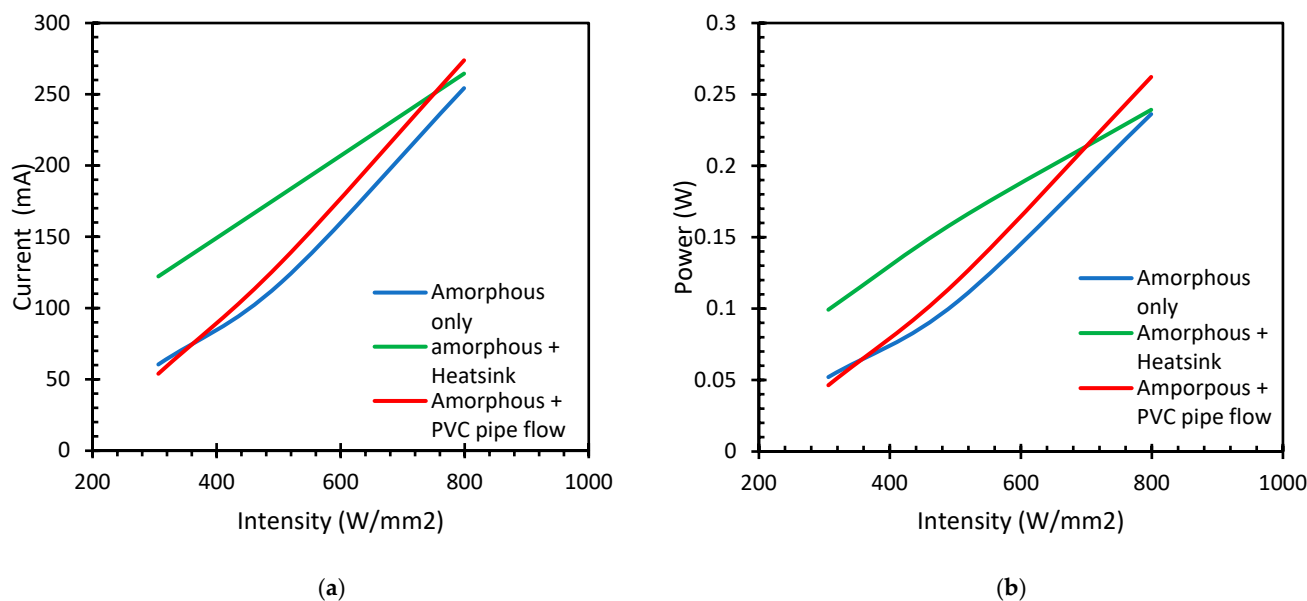 300
250
200
150
100
50
0
Current (mA)
200
400
600
800
1000
Intensity (W/mm2)
Amorphous
only
amorphous +
Heatsink
Amorphous +
PVC pipe flow
(a)
0.3
0.25
0.2
0.15
0.1
0.05
0
Power (W)
200
400
600
800
1000
Intensity (W/mm2)
Amorphous
only
Amorphous +
Heatsink
Amporpous +
PVC pipe flow
(b)